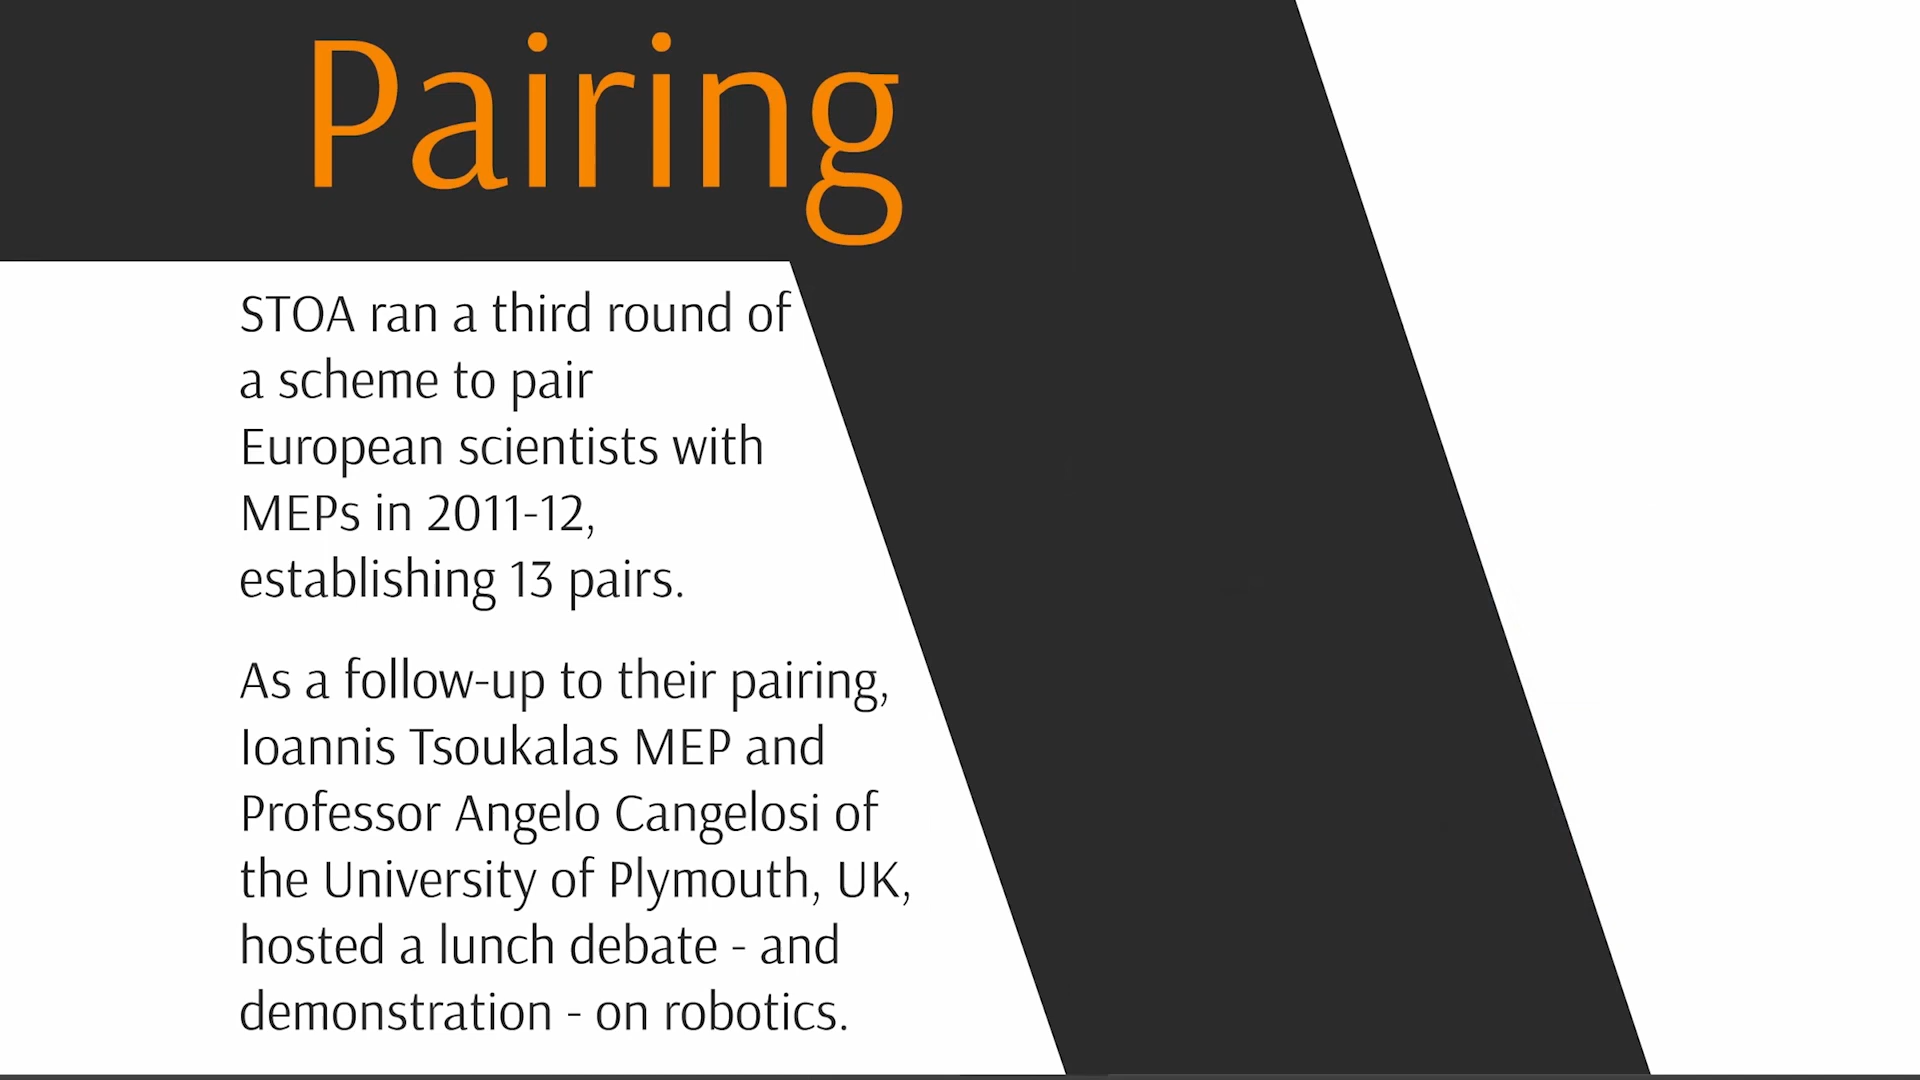 Pairing
STOA ran a third round of
a scheme to pair
European scientists with
MEPs in 2011-12,
establishing 13 pairs.
As a follow-up to their pairing,
Ioannis Tsoukalas MEP and
Professor Angelo Cangelosi of
the University of Plymouth, UK,
hosted a lunch debate - and
demonstration - on robotics.